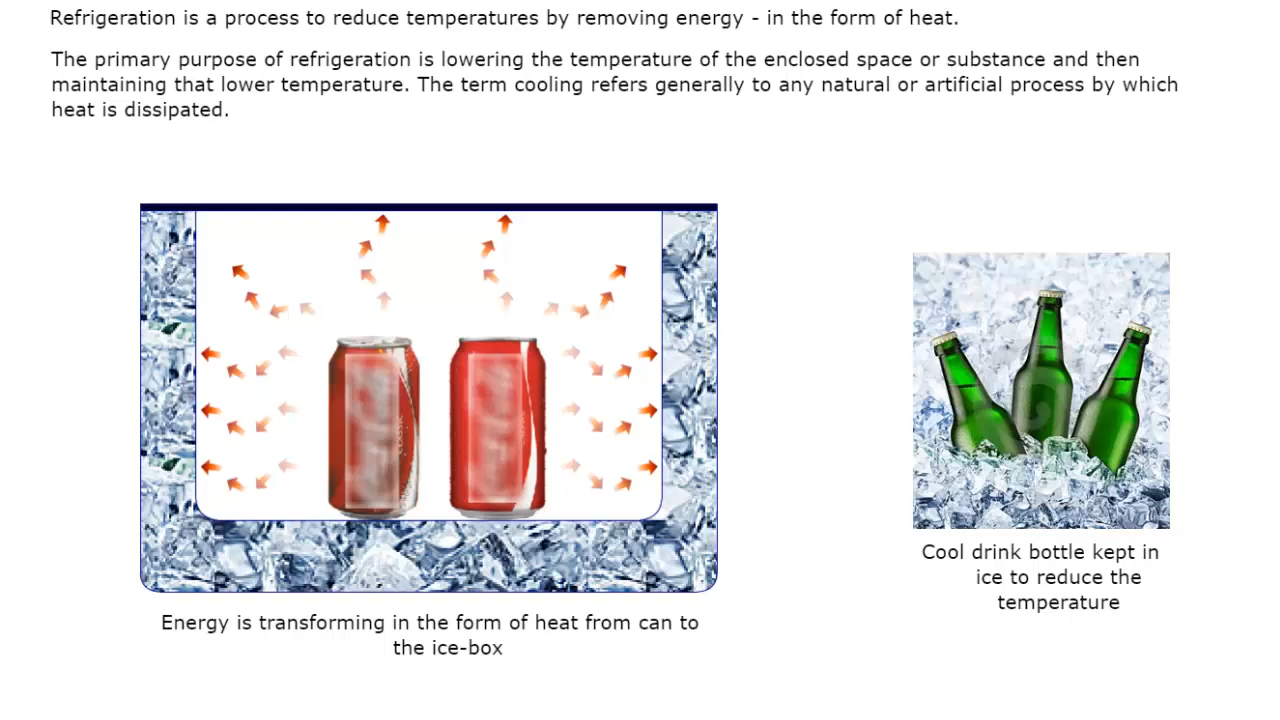 Refrigeration is a process to reduce temperatures by removing energy - in the form of heat.
The primary purpose of refrigeration is lowering the temperature of the enclosed space or substance and then
maintaining that lower temperature. The term cooling refers generally to any natural or artificial process by which
heat is dissipated.
Energy is transforming in the form of heat from can to
the ice-box
Cool drink bottle kept in
ice to reduce the
temperature